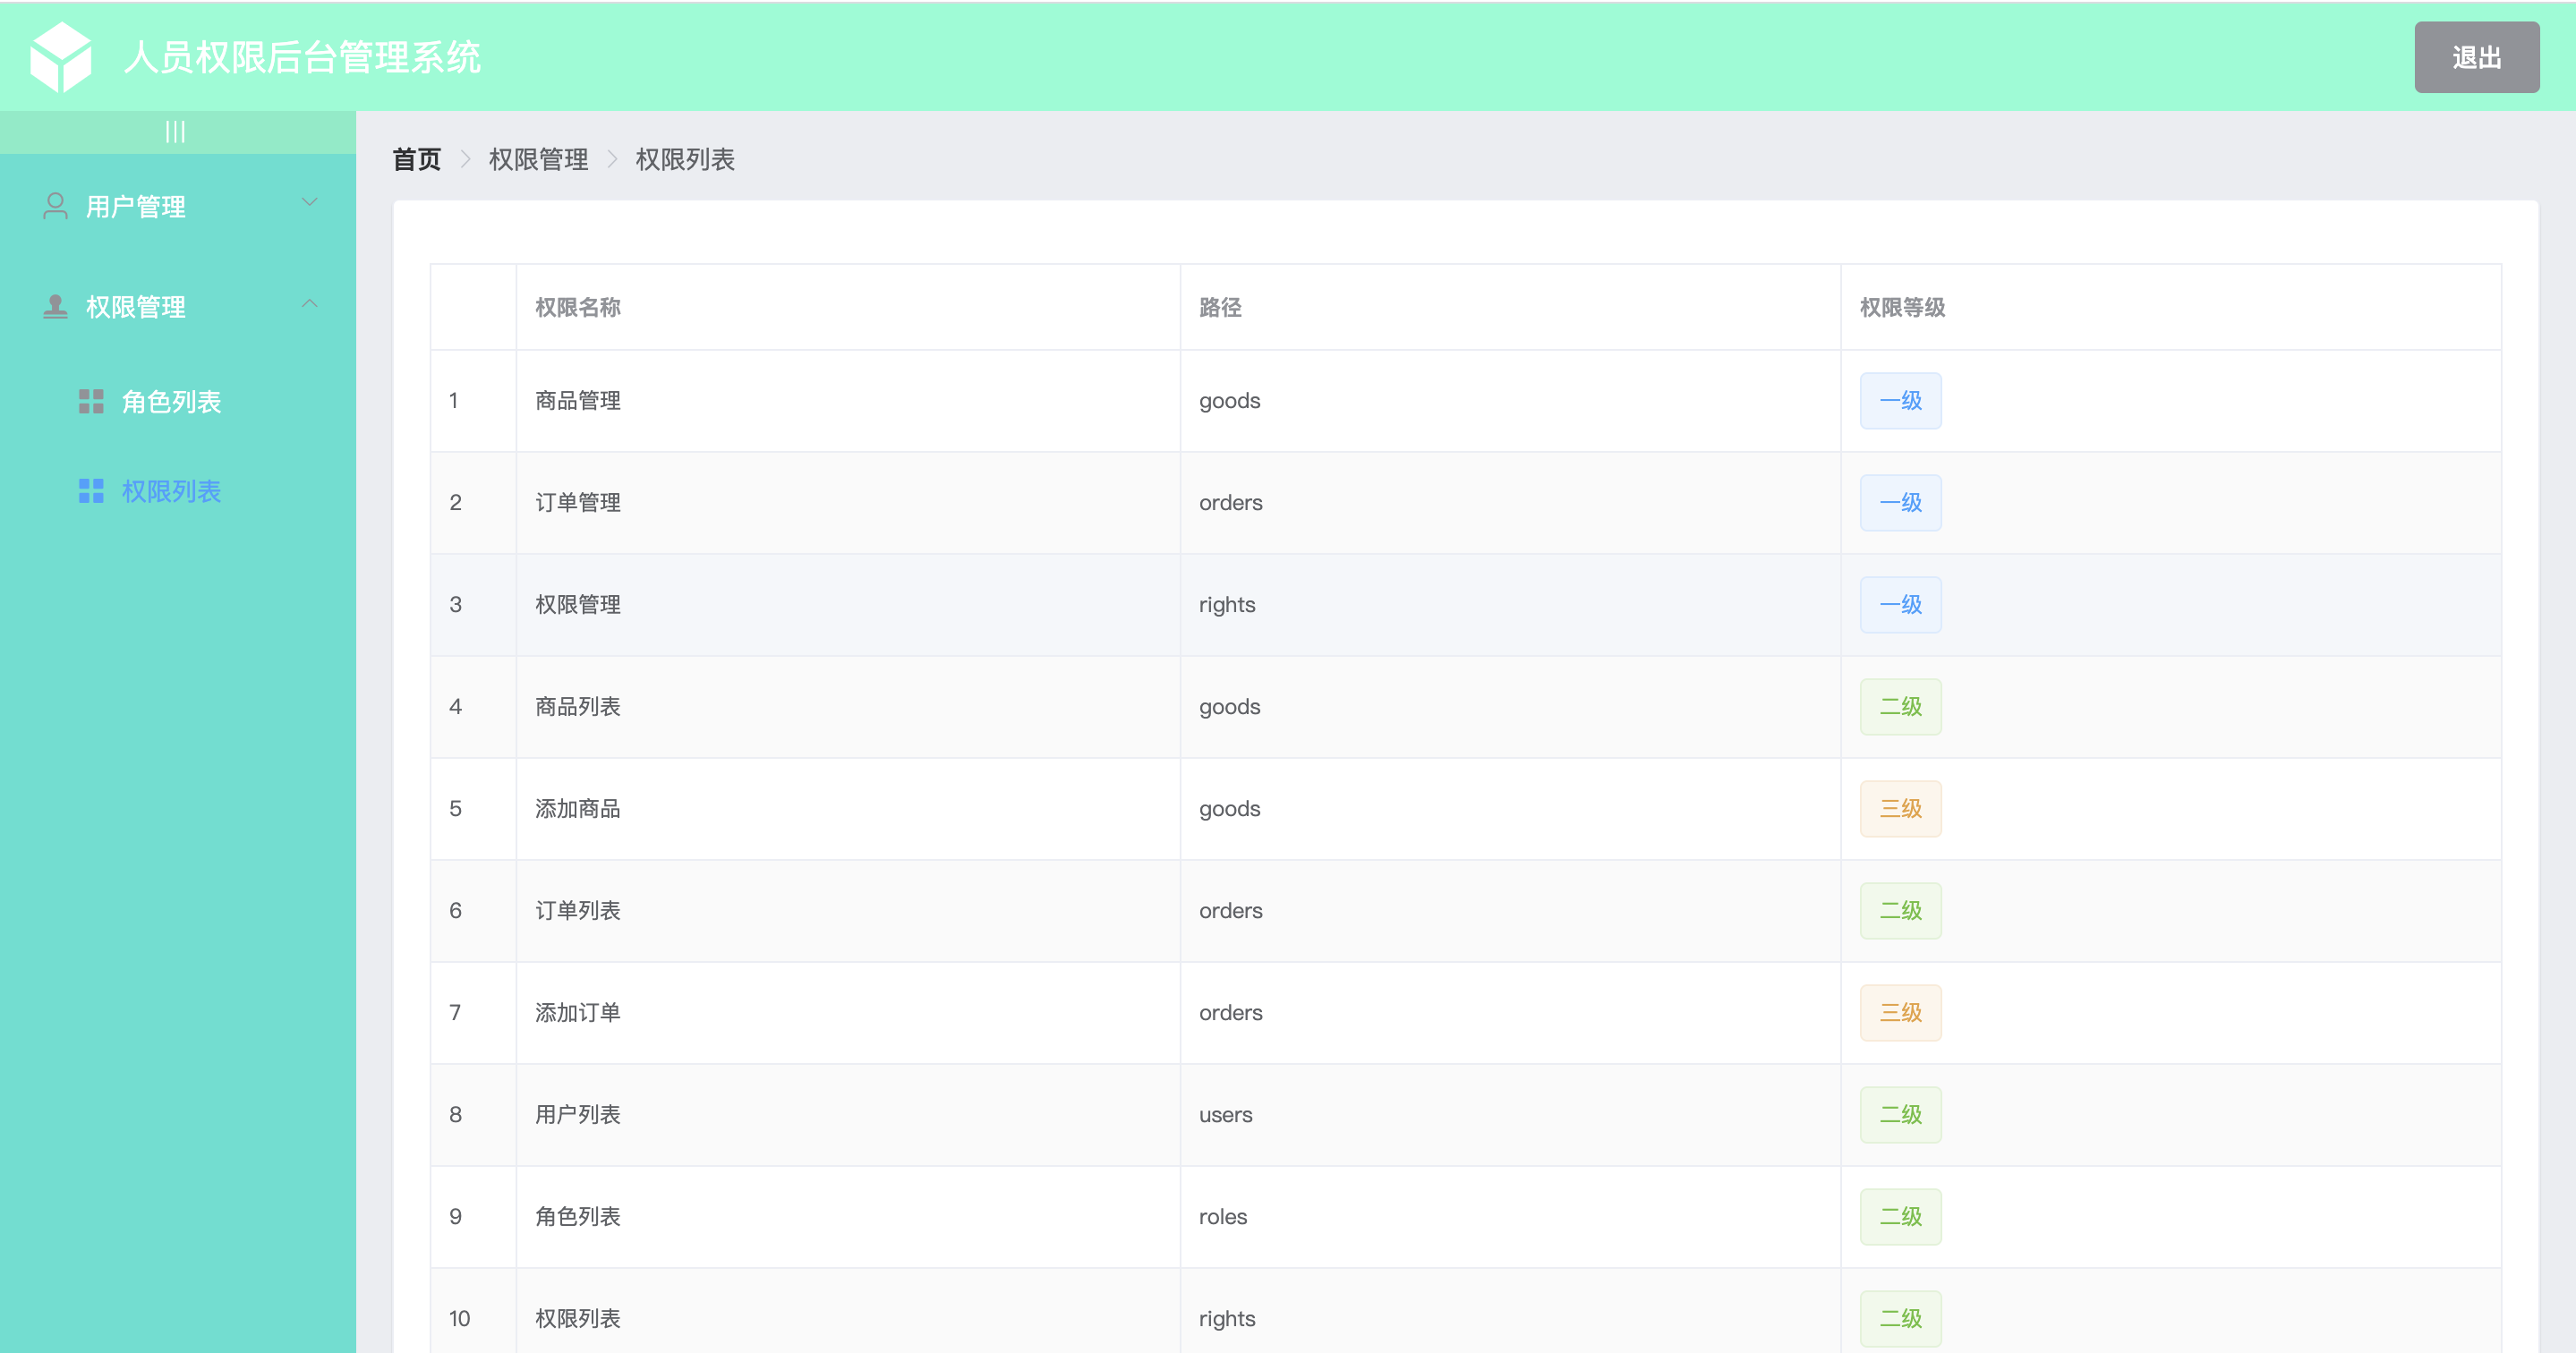 人员权限后台管理系统
退出
|||
首页 > 权限管理 > 权限列表
用户管理
权限管理
角色列表
权限列表
权限名称 路径 权限等级
1 商品管理 goods 一级
2 订单管理 orders 一级
3 权限管理 rights 一级
4 商品列表 goods 二级
5 添加商品 goods 三级
6 订单列表 orders 二级
7 添加订单 orders 三级
8 用户列表 users 二级
9 角色列表 roles 二级
10 权限列表 rights 二级